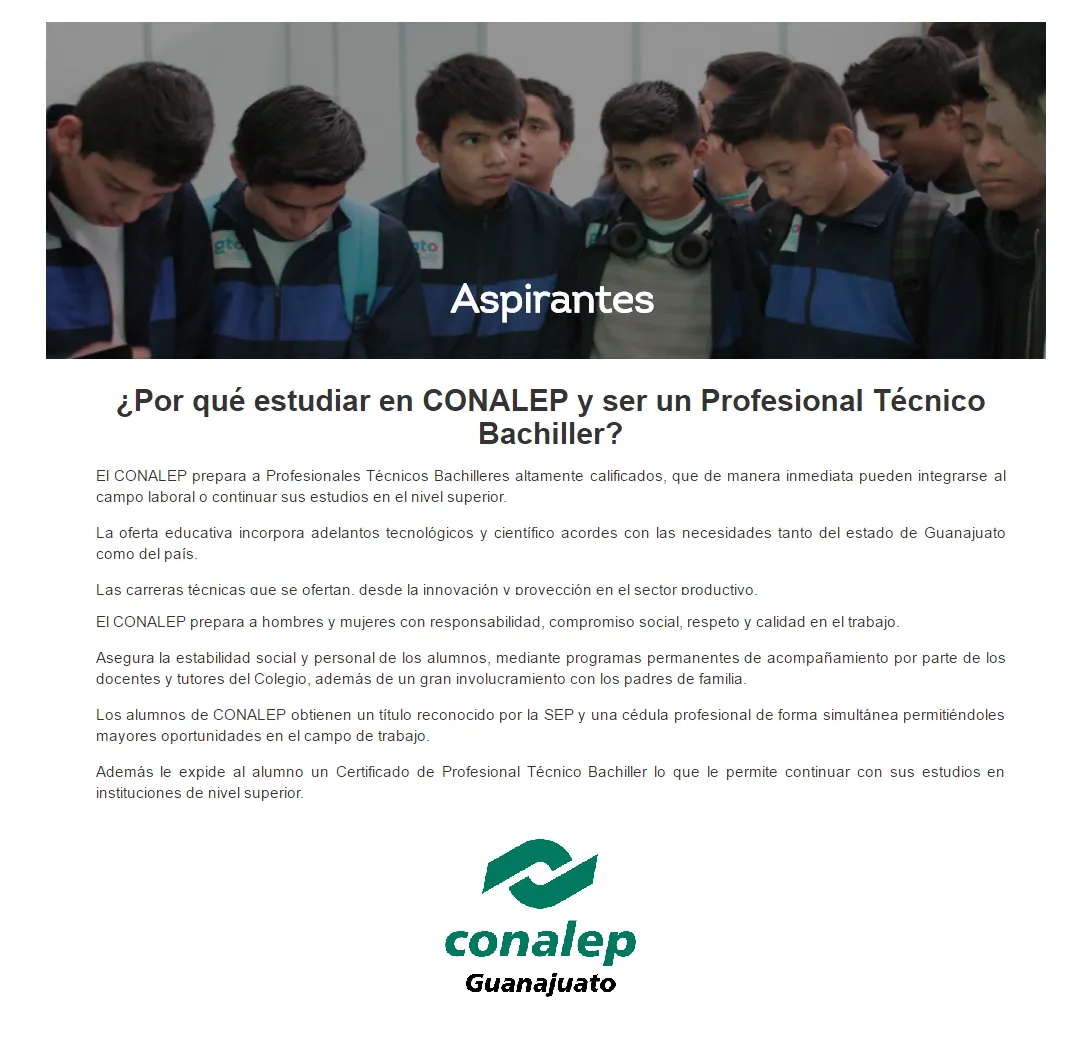 gto
gto
Aspirantes
¿Por qué estudiar en CONALEP y ser un Profesional Técnico
Bachiller?
El CONALEP prepara a Profesionales Técnicos Bachilleres altamente calificados, que de manera inmediata pueden integrarse al
campo laboral o continuar sus estudios en el nivel superior.
La oferta educativa incorpora adelantos tecnológicos y científico acordes con las necesidades tanto del estado de Guanajuato
como del país.
Las carreras técnicas que se ofertan, desde la innovación y proyección en el sector productivo.
El CONALEP prepara a hombres y mujeres con responsabilidad, compromiso social, respeto y calidad en el trabajo.
Asegura la estabilidad social y personal de los alumnos, mediante programas permanentes de acompañamiento por parte de los
docentes y tutores del Colegio, además de un gran involucramiento con los padres de familia.
Los alumnos de CONALEP obtienen un título reconocido por la SEP y una cédula profesional de forma simultánea permitiéndoles
mayores oportunidades en el campo de trabajo.
Además le expide al alumno un Certificado de Profesional Técnico Bachiller lo que le permite continuar con sus estudios en
instituciones de nivel superior.
conalep
Guanajuato